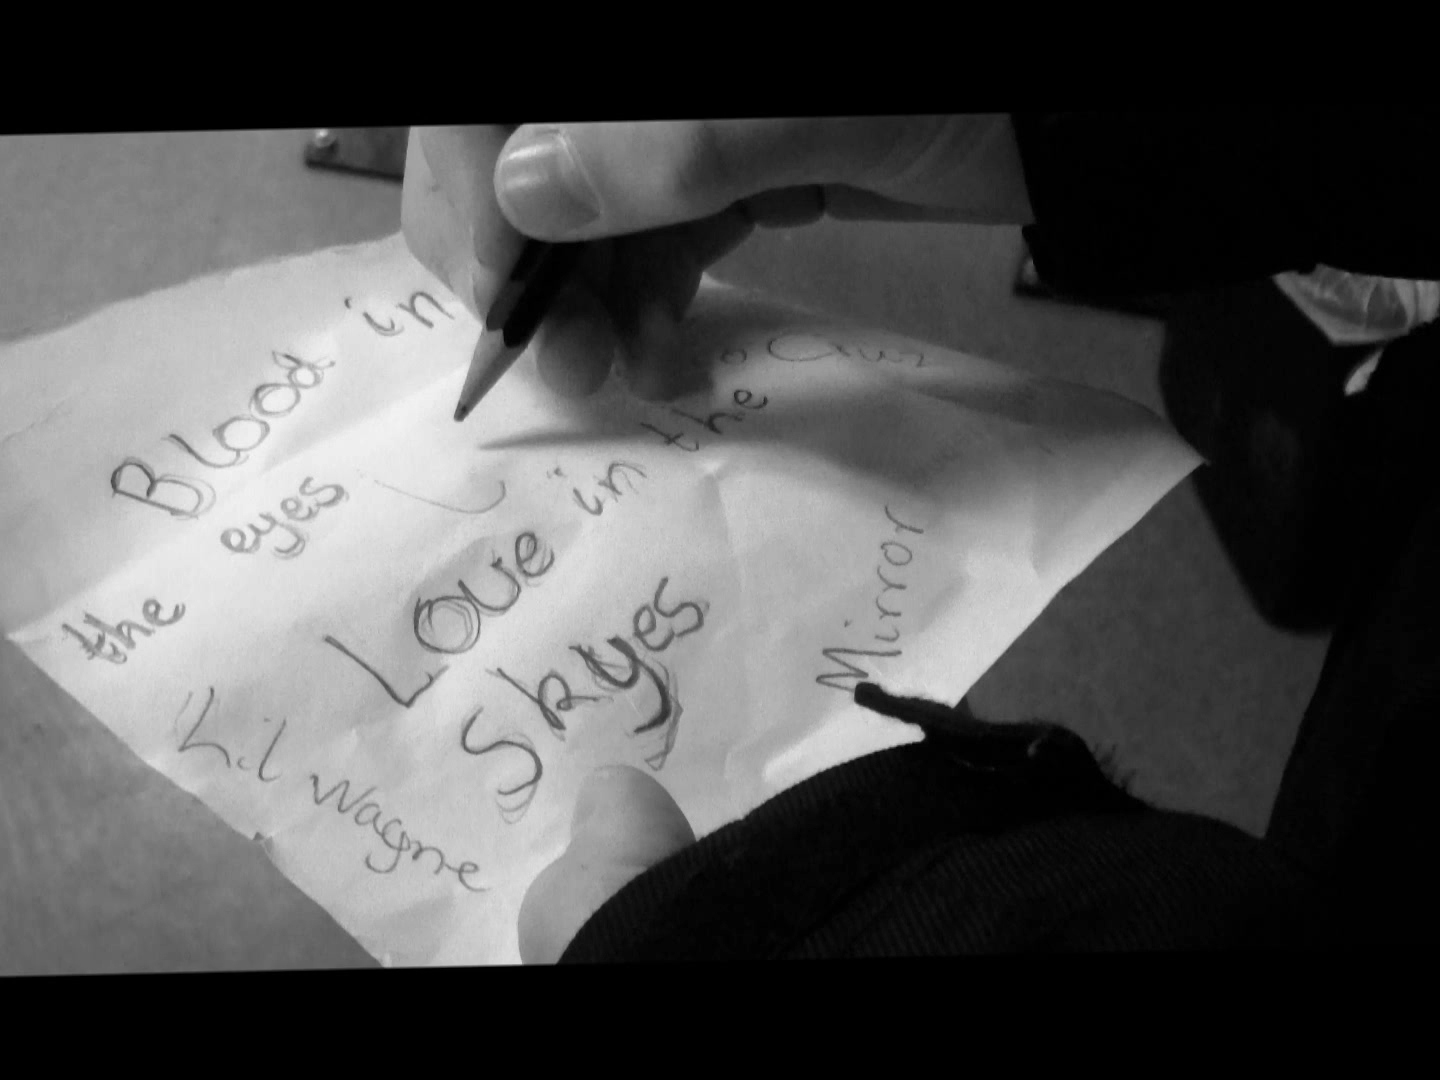 Blood in
the eyes
Love in the
Skyes
Lil Wagne
Mirror